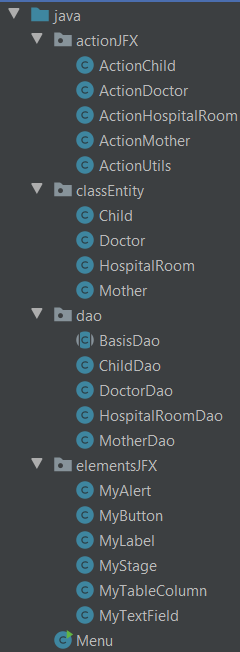 java
actionJFX
ActionChild
ActionDoctor
ActionHospitalRoom
ActionMother
ActionUtils
classEntity
Child
Doctor
HospitalRoom
Mother
dao
BasisDao
ChildDao
DoctorDao
HospitalRoomDao
MotherDao
elementsJFX
MyAlert
MyButton
MyLabel
MyStage
MyTableColumn
MyTextField
Menu